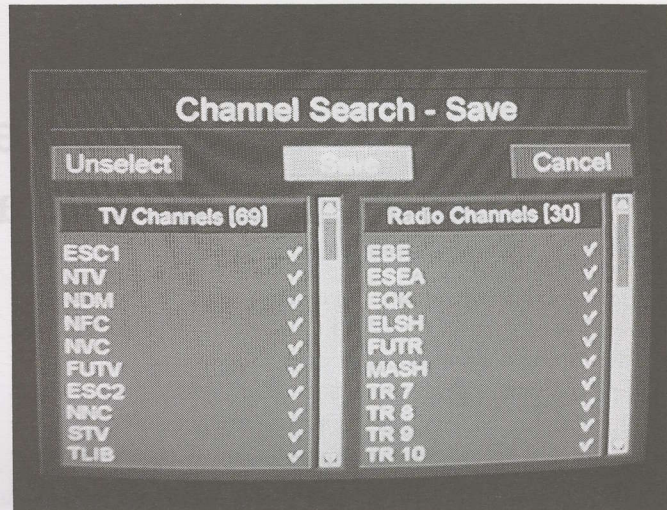 Channel Search - Save
Unselect
Save
Cancel
TV Channels [69]
ESC1
NTV
NDM
NFC
NVC
FUTV
ESC2
NNC
STV
TLIB
Radio Channels [30]
EBE
ESEA
EQK
ELSH
FUTR
MASH
TR 7
TR 8
TR 9
TR 10